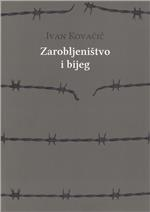 IVAN KOVAČIĆ
Zarobljeništvo
i bijeg